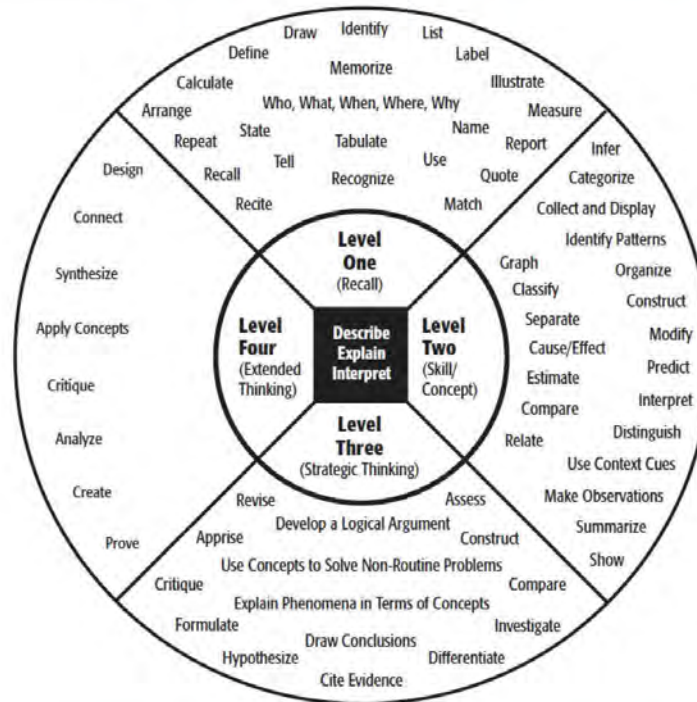 Draw
Identify
List
Define
Label
Calculate
Memorize
Illustrate
Arrange
Who, What, When, Where, Why
Measure
Repeat
State
Tabulate
Name
Report
Recall
Tell
Recognize
Use
Quote
Recite
Match
Level
One
(Recall)
Infer
Categorize
Collect and Display
Identify Patterns
Graph
Organize
Classify
Construct
Separate
Modify
Cause/Effect
Predict
Estimate
Interpret
Compare
Distinguish
Relate
Use Context Cues
Make Observations
Summarize
Show
Level
Two
(Skill/
Concept)
Describe
Explain
Interpret
Level
Three
(Strategic Thinking)
Revise
Assess
Develop a Logical Argument
Apprise
Construct
Use Concepts to Solve Non-Routine Problems
Critique
Compare
Explain Phenomena in Terms of Concepts
Formulate
Investigate
Draw Conclusions
Hypothesize
Differentiate
Cite Evidence
Level
Four
(Extended
Thinking)
Design
Connect
Synthesize
Apply Concepts
Critique
Analyze
Create
Prove